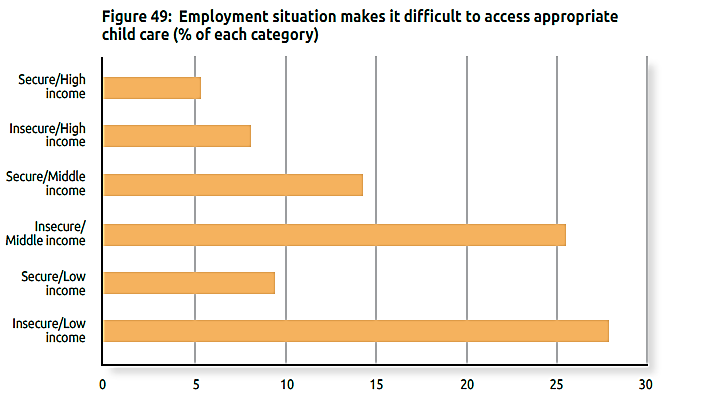 Figure 49: Employment situation makes it difficult to access appropriate
child care (% of each category)
Secure/High
income
Insecure/High
income
Secure/Middle
income
Insecure/
Middle income
Secure/Low
income
Insecure/Low
income
0 5 10 15 20 25 30